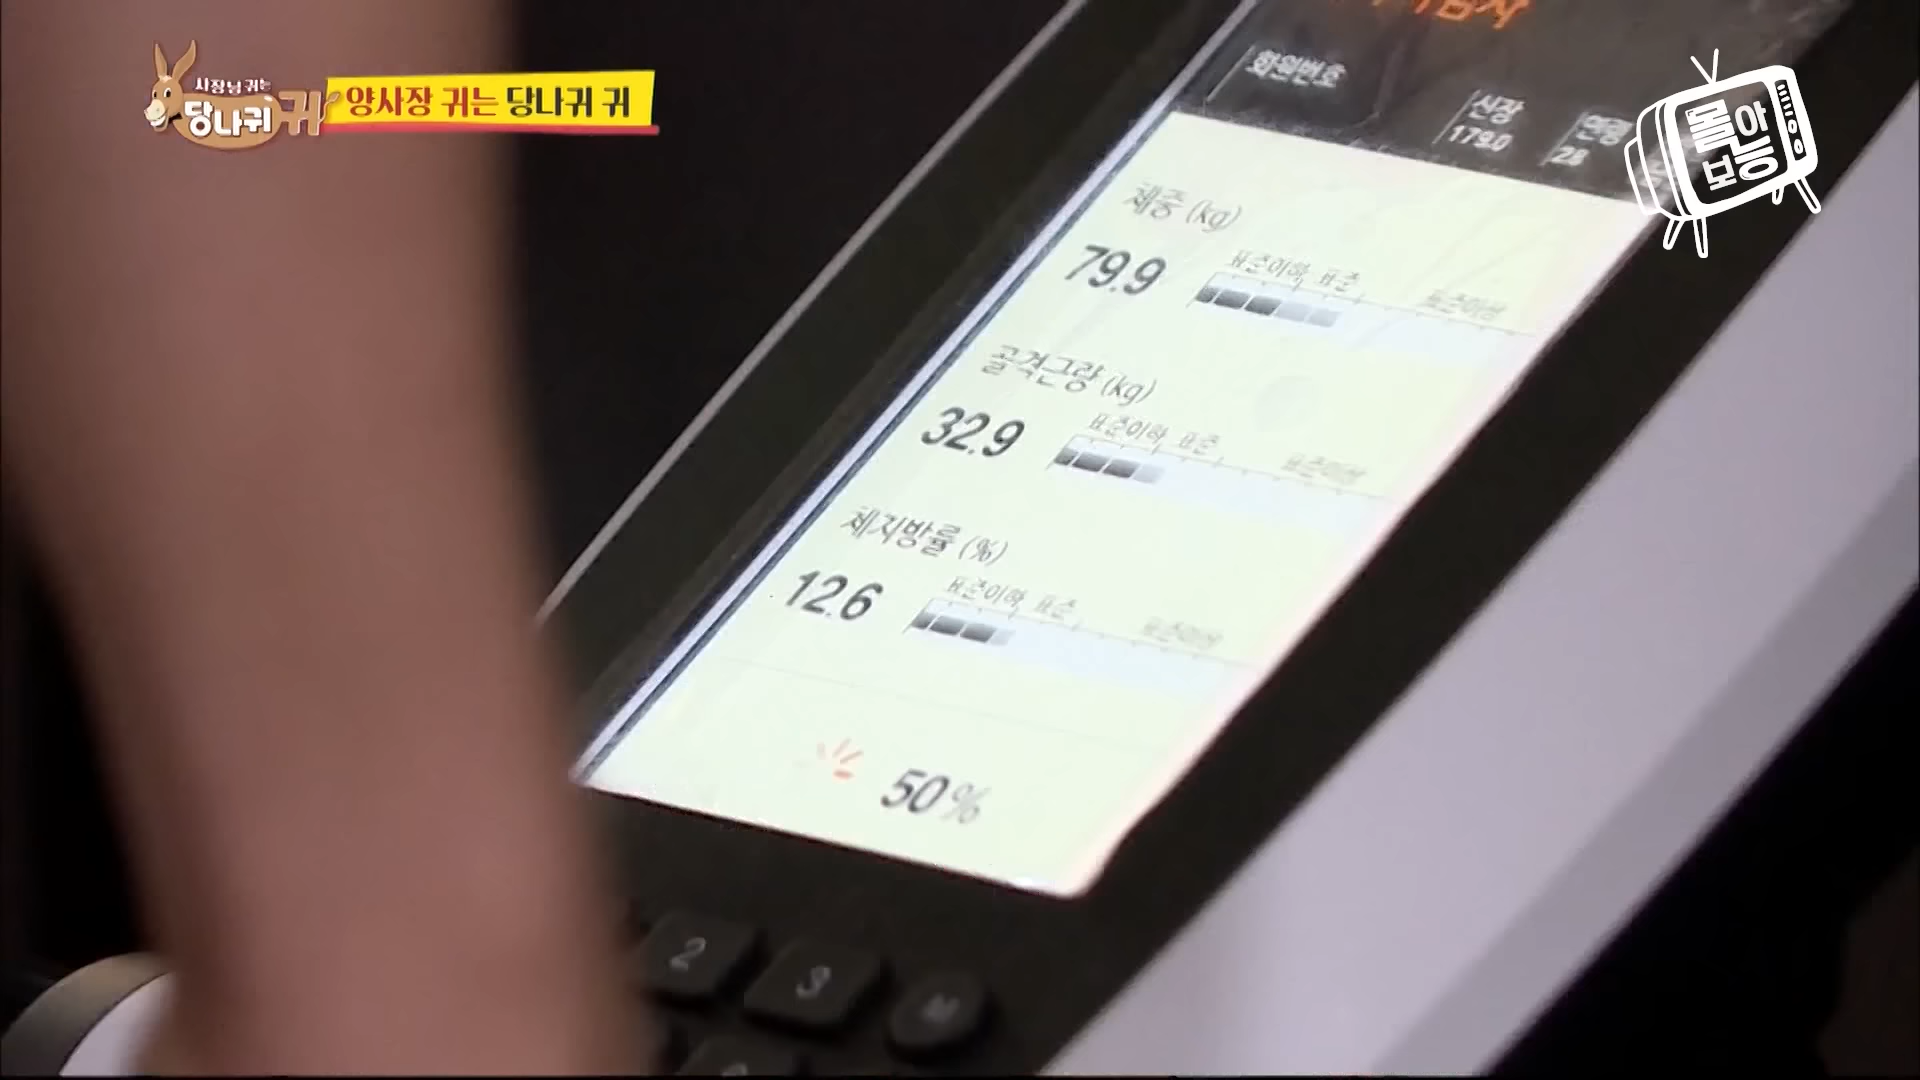 사장님 귀는
당나귀 귀
양사장 귀는 당나귀 귀
몰아
보능
회원번호
신장
179.0
연령
28
체중 (kg)
79.9
표준이하 표준 표준이상
골격근량 (kg)
32.9
표준이하 표준 표준이상
체지방률 (%)
12.6
표준이하 표준 표준이상
50%
2
3